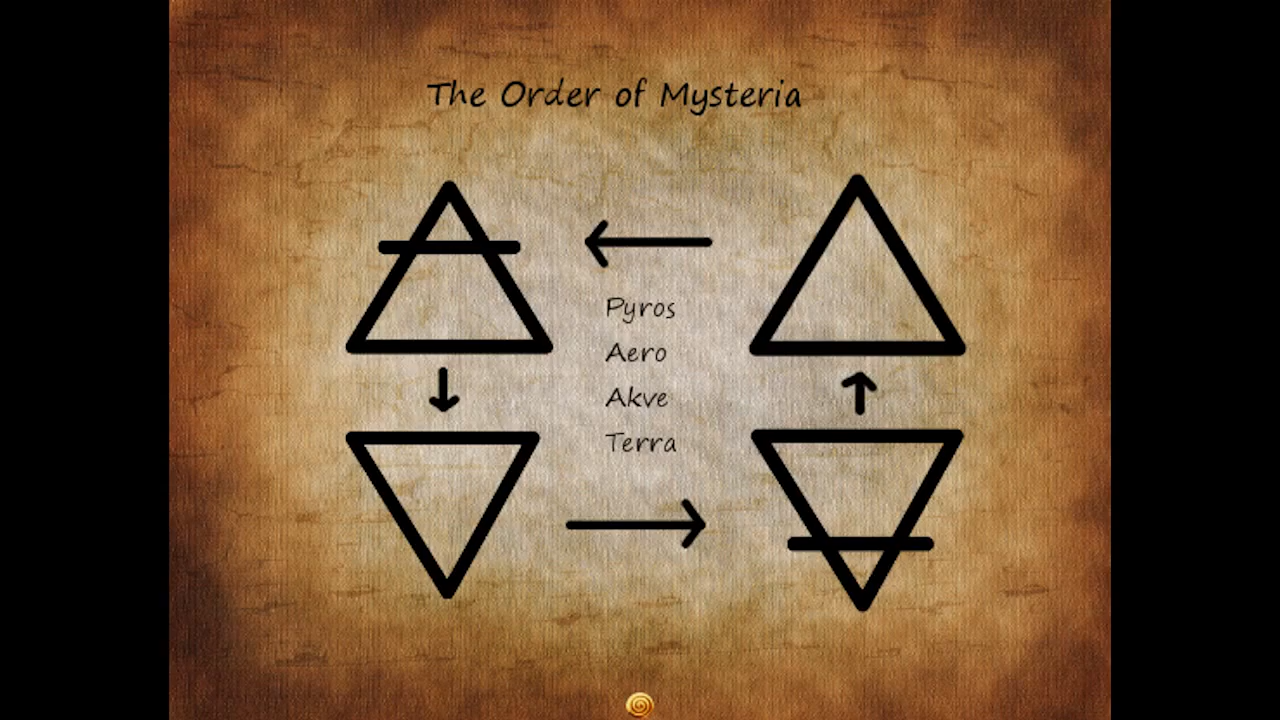 The Order of Mysteria
Pyros
Aero
Akve
Terra